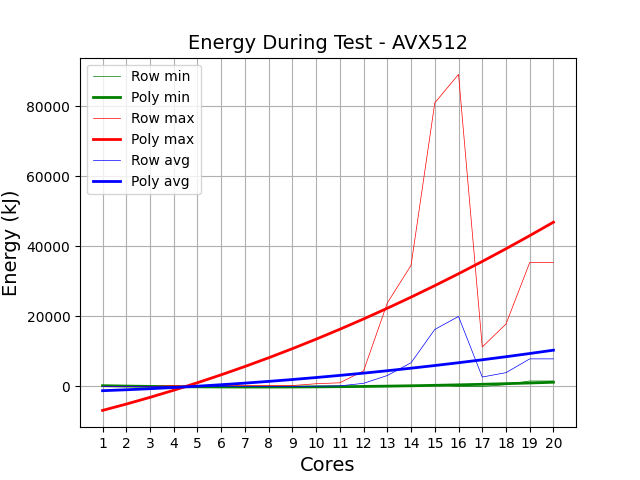 Energy During Test - AVX512
Row min
Poly min
Row max
Poly max
Row avg
Poly avg
Energy (kJ)
80000
60000
40000
20000
0
1 2 3 4 5 6 7 8 9 10 11 12 13 14 15 16 17 18 19 20
Cores